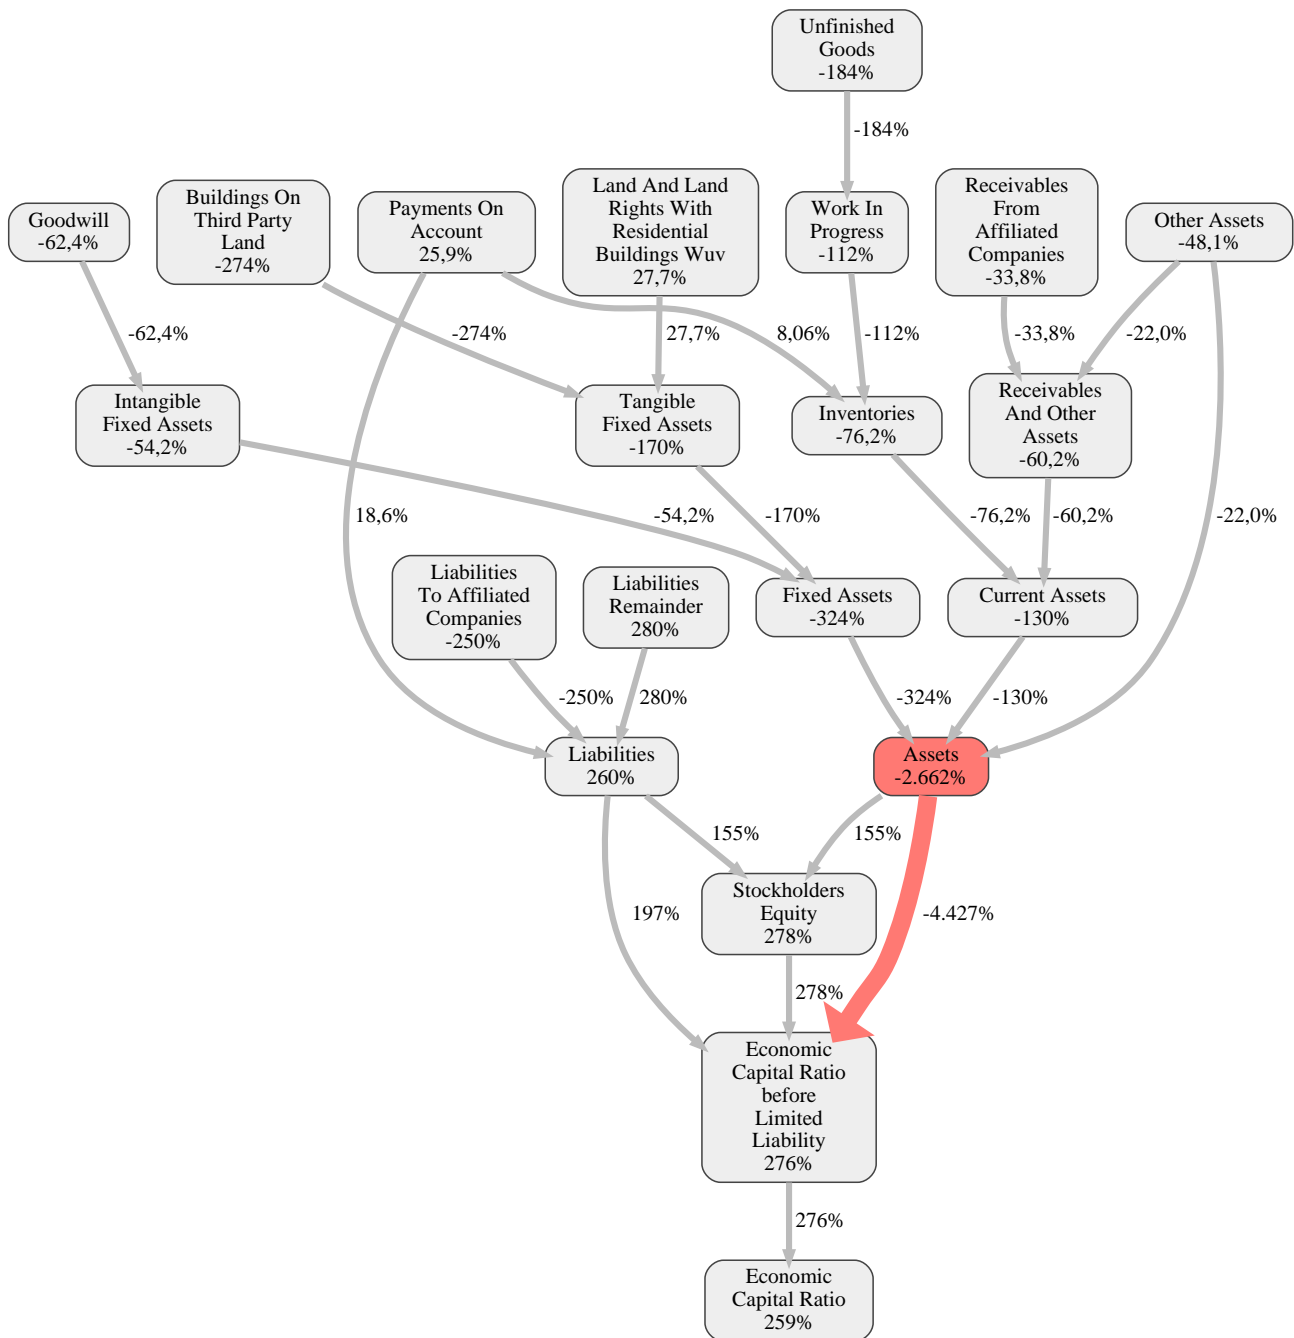 Unfinished
Goods
-184%
-184%
Goodwill
-62,4%
Buildings On
Third Party
Land
-274%
Payments On
Account
25,9%
Land And Land
Rights With
Residential
Buildings Wuv
27,7%
Work In
Progress
-112%
Receivables
From
Affiliated
Companies
-33,8%
Other Assets
-48,1%
-62,4%
-274%
27,7%
8,06%
-112%
-33,8%
-22,0%
Intangible
Fixed Assets
-54,2%
Tangible
Fixed Assets
-170%
Inventories
-76,2%
Receivables
And Other
Assets
-60,2%
18,6%
-54,2%
-170%
-76,2%
-60,2%
-22,0%
Liabilities
To Affiliated
Companies
-250%
Liabilities
Remainder
280%
Fixed Assets
-324%
Current Assets
-130%
-250%
280%
-324%
-130%
Liabilities
260%
Assets
-2.662%
155%
155%
197%
-4.427%
Stockholders
Equity
278%
278%
Economic
Capital Ratio
before
Limited
Liability
276%
276%
Economic
Capital Ratio
259%